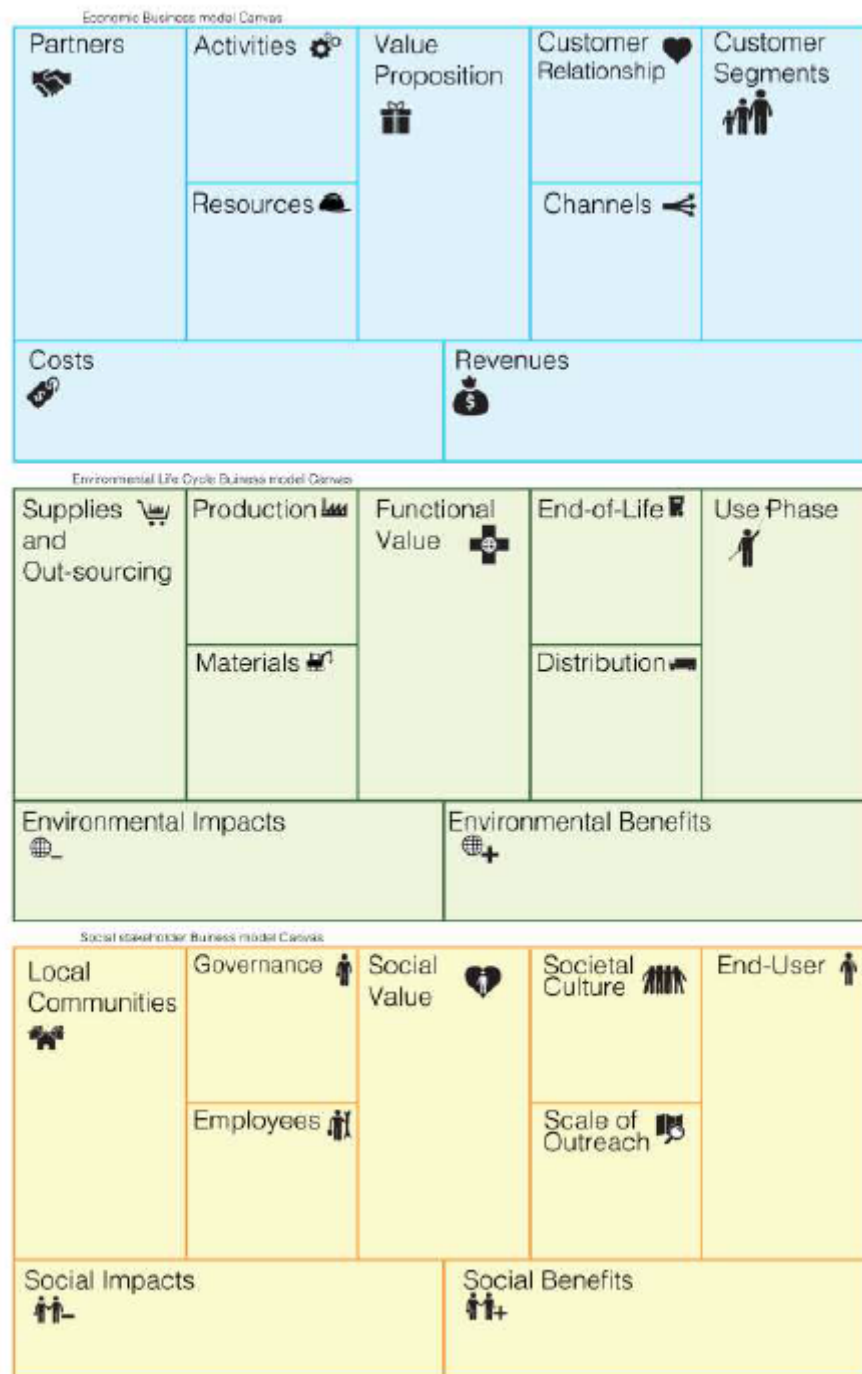 Economic Business model Canvas
Partners
Activities
Value
Proposition
Customer
Relationship
Customer
Segments
Resources
Channels
Costs
Revenues
$
Environmental Life Cycle Buiness model Canvas
Supplies
and
Out-sourcing
Production
Functional
Value
End-of-Life
Use Phase
Materials
Distribution
Environmental Impacts
Environmental Benefits
Social stakeholder Buiness model Canvas
Local
Communities
Governance
Social
Value
Societal
Culture
End-User
Employees
Scale of
Outreach
Social Impacts
Social Benefits